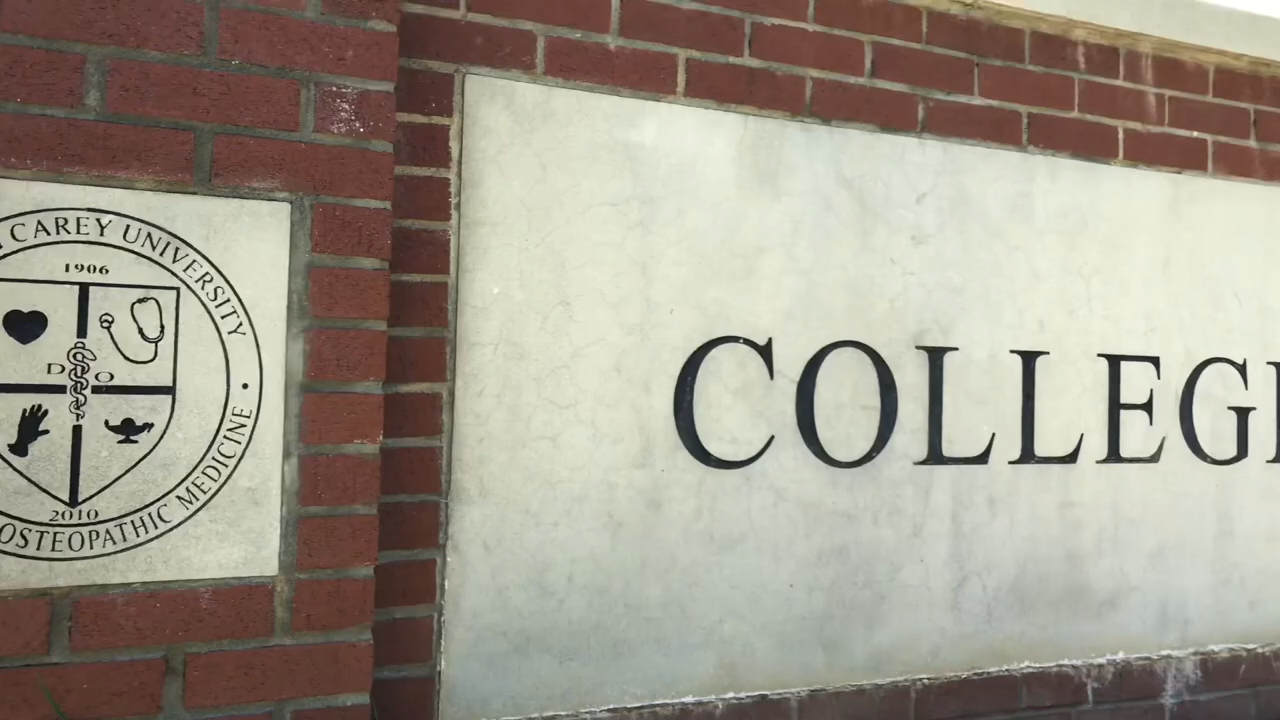 CAREY UNIVERSITY
1906
D O
2010
OSTEOPATHIC MEDICINE
COLLEG